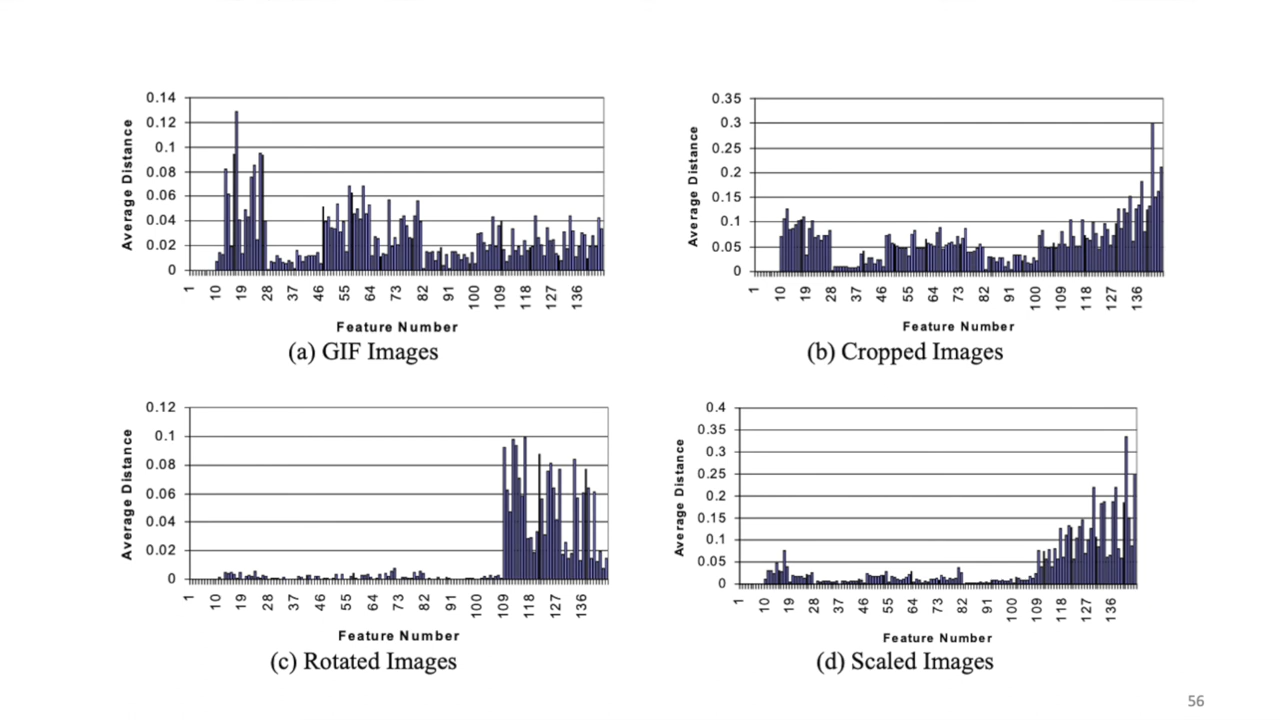 0.14
0.12
0.1
0.08
0.06
0.04
0.02
0
Average Distance
1 10 19 28 37 46 55 64 73 82 91 100 109 118 127 136
Feature Number
(a) GIF Images
0.35
0.3
0.25
0.2
0.15
0.1
0.05
0
Average Distance
1 10 19 28 37 46 55 64 73 82 91 100 109 118 127 136
Feature Number
(b) Cropped Images
0.12
0.1
0.08
0.06
0.04
0.02
0
Average Distance
1 10 19 28 37 46 55 64 73 82 91 100 109 118 127 136
Feature Number
(c) Rotated Images
0.4
0.35
0.3
0.25
0.2
0.15
0.1
0.05
0
Average Distance
1 10 19 28 37 46 55 64 73 82 91 100 109 118 127 136
Feature Number
(d) Scaled Images
56